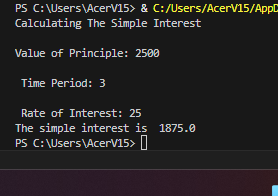 PS C:\Users\AcerV15> & C:/Users/AcerV15/AppD
Calculating The Simple Interest
Value of Principle: 2500
Time Period: 3
Rate of Interest: 25
The simple interest is  1875.0
PS C:\Users\AcerV15>